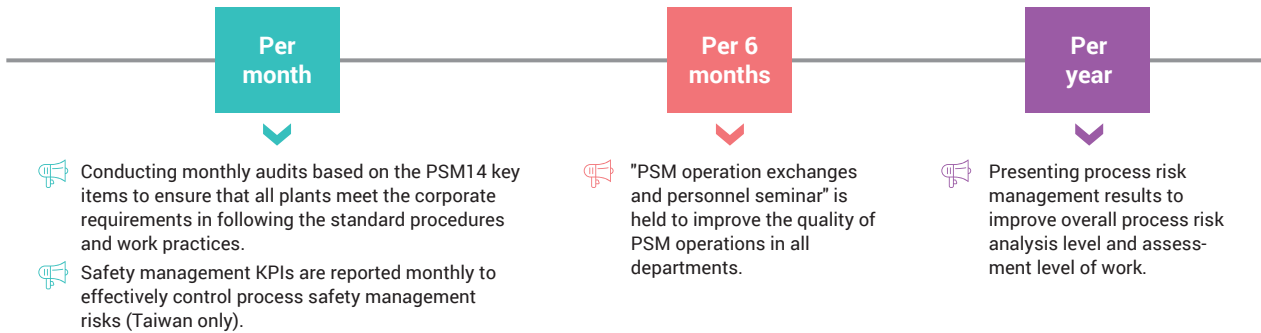 Per
month
Conducting monthly audits based on the PSM14 key
items to ensure that all plants meet the corporate
requirements in following the standard procedures
and work practices.
Safety management KPIs are reported monthly to
effectively control process safety management
risks (Taiwan only).
Per 6
months
"PSM operation exchanges
and personnel seminar" is
held to improve the quality of
PSM operations in all
departments.
Per
year
Presenting process risk
management results to
improve overall process risk
analysis level and assess-
ment level of work.